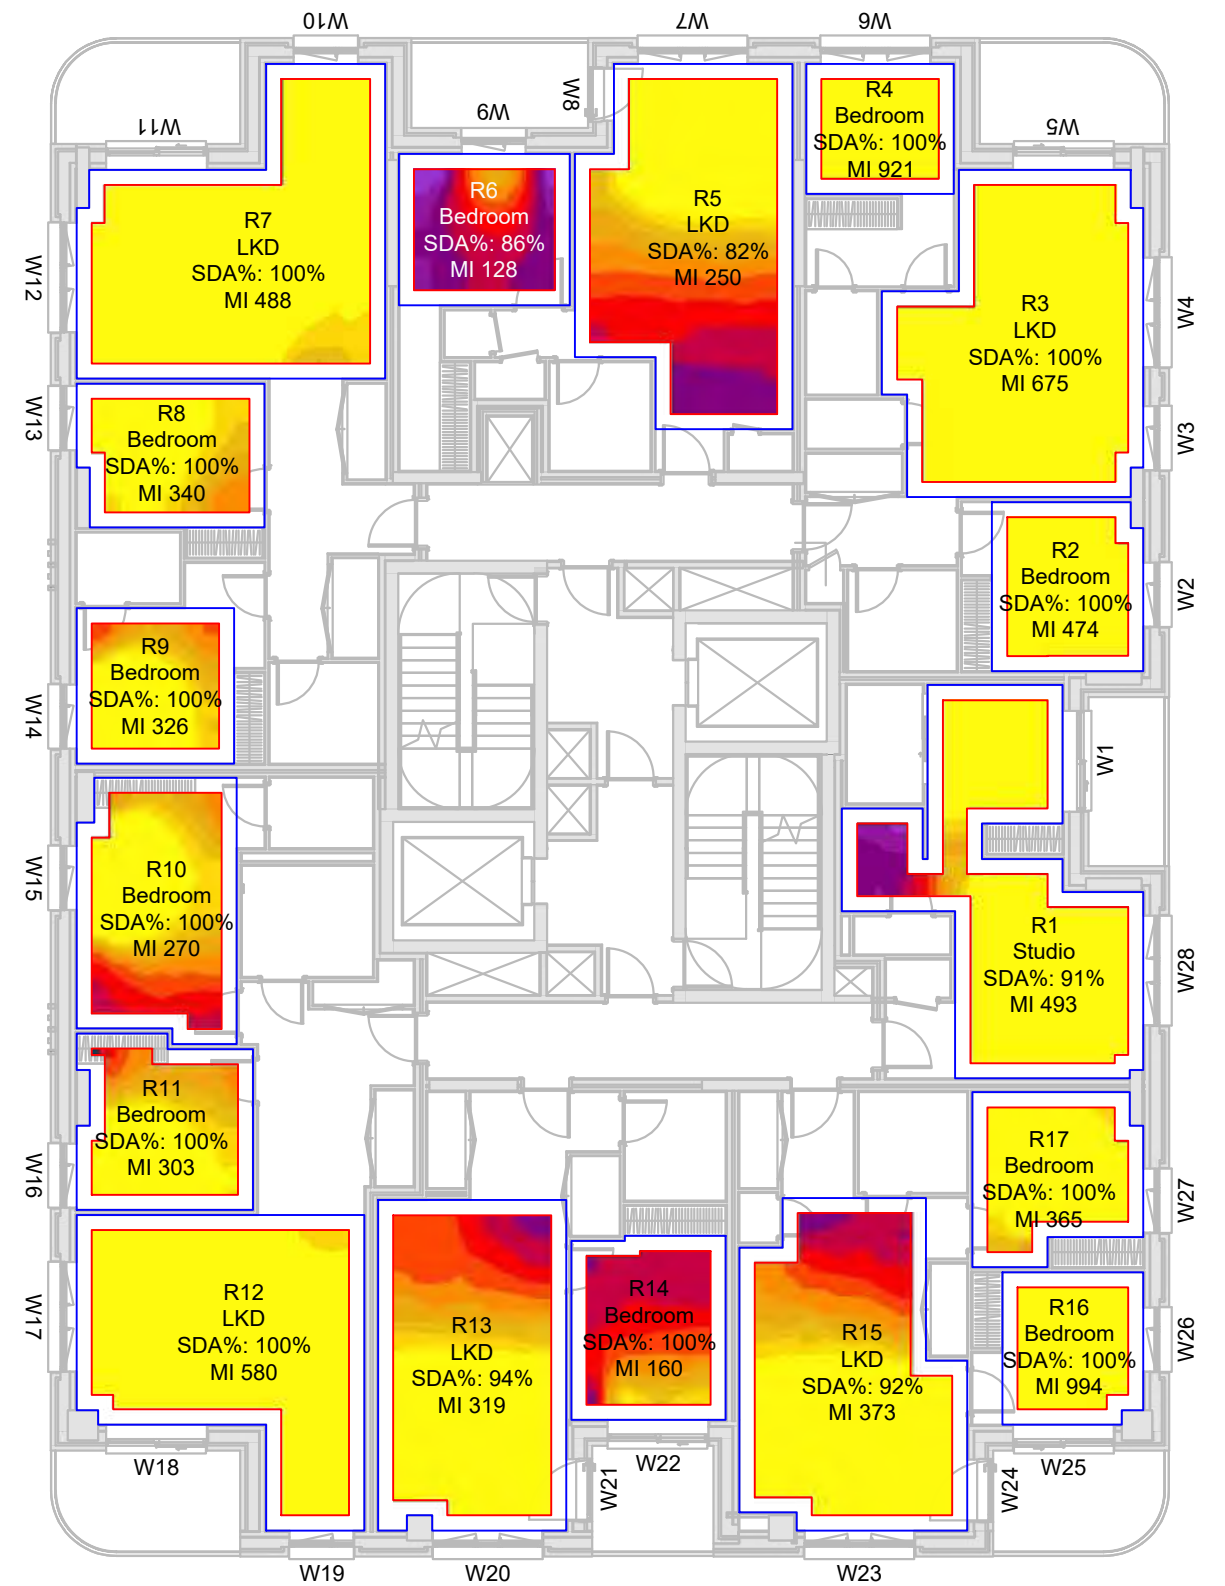 W10
W7
W6
W11
W9
W8
W5
R4
Bedroom
SDA%: 100%
MI 921
R6
Bedroom
SDA%: 86%
MI 128
R5
LKD
SDA%: 82%
MI 250
R7
LKD
SDA%: 100%
MI 488
W12
R3
LKD
SDA%: 100%
MI 675
W4
W13
R8
Bedroom
SDA%: 100%
MI 340
W3
R2
Bedroom
SDA%: 100%
MI 474
W2
R9
Bedroom
SDA%: 100%
MI 326
W14
W1
R10
Bedroom
SDA%: 100%
MI 270
W15
R1
Studio
SDA%: 91%
MI 493
W28
R11
Bedroom
SDA%: 100%
MI 303
W16
R17
Bedroom
SDA%: 100%
MI 365
W27
R12
LKD
SDA%: 100%
MI 580
W17
R13
LKD
SDA%: 94%
MI 319
R14
Bedroom
SDA%: 100%
MI 160
R15
LKD
SDA%: 92%
MI 373
R16
Bedroom
SDA%: 100%
MI 994
W26
W18
W22
W21
W24
W25
W19
W20
W23